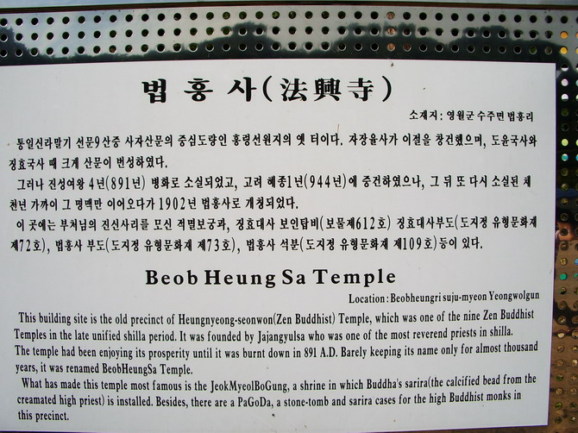 법 흥 사(法興寺)
소재지: 영월군 수주면 법흥리
통일신라말기 선문9산중 사자산문의 중심도량인 흥령선원지의 옛 터이다. 자장율사가 이절을 창건했으며, 도윤국사와
징효국사 때 크게 산문이 번성하였다.
그러나 진성여왕 4년(891년) 병화로 소실되었고, 고려 혜종1년(944년)에 중건하였으나, 그 뒤 또 다시 소실된 채
천년 가까이 그 명맥만 이어오다가 1902년 법흥사로 개칭되었다.
이 곳에는 부처님의 진신사리를 모신 적멸보궁과, 징효대사 보인탑비(보물제612호) 징효대사부도(도지정 유형문화재
제72호), 법흥사 부도(도지정 유형문화재 제73호), 법흥사 석분(도지정 유형문화재 제109호)등이 있다.
Beob Heung Sa Temple
Location : Beobheungri suju-myeon Yeongwolgun
This building site is the old precinct of Heungnyeong-seonwon(Zen Buddhist) Temple, which was one of the nine Zen Buddhist
Temples in the late unified shilla period. It was founded by Jajangyulsa who was one of the most reverend priests in shilla.
The temple had been enjoying its prosperity until it was burnt down in 891 A.D. Barely keeping its name only for almost thousand
years, it was renamed BeobHeungSa Temple.
What has made this temple most famous is the JeokMyeolBoGung, a shrine in which Buddha's sarira(the calcified bead from the
creamated high priest) is installed. Besides, there are a PaGoDa, a stone-tomb and sarira cases for the high Buddhist monks in
this precinct.